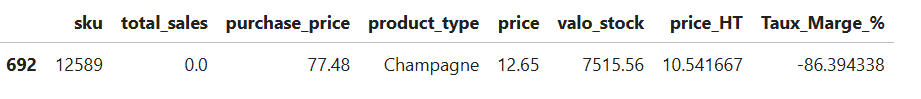 sku total_sales purchase_price product_type price valo_stock price_HT Taux_Marge_%
692 12589 0.0 77.48 Champagne 12.65 7515.56 10.541667 -86.394338